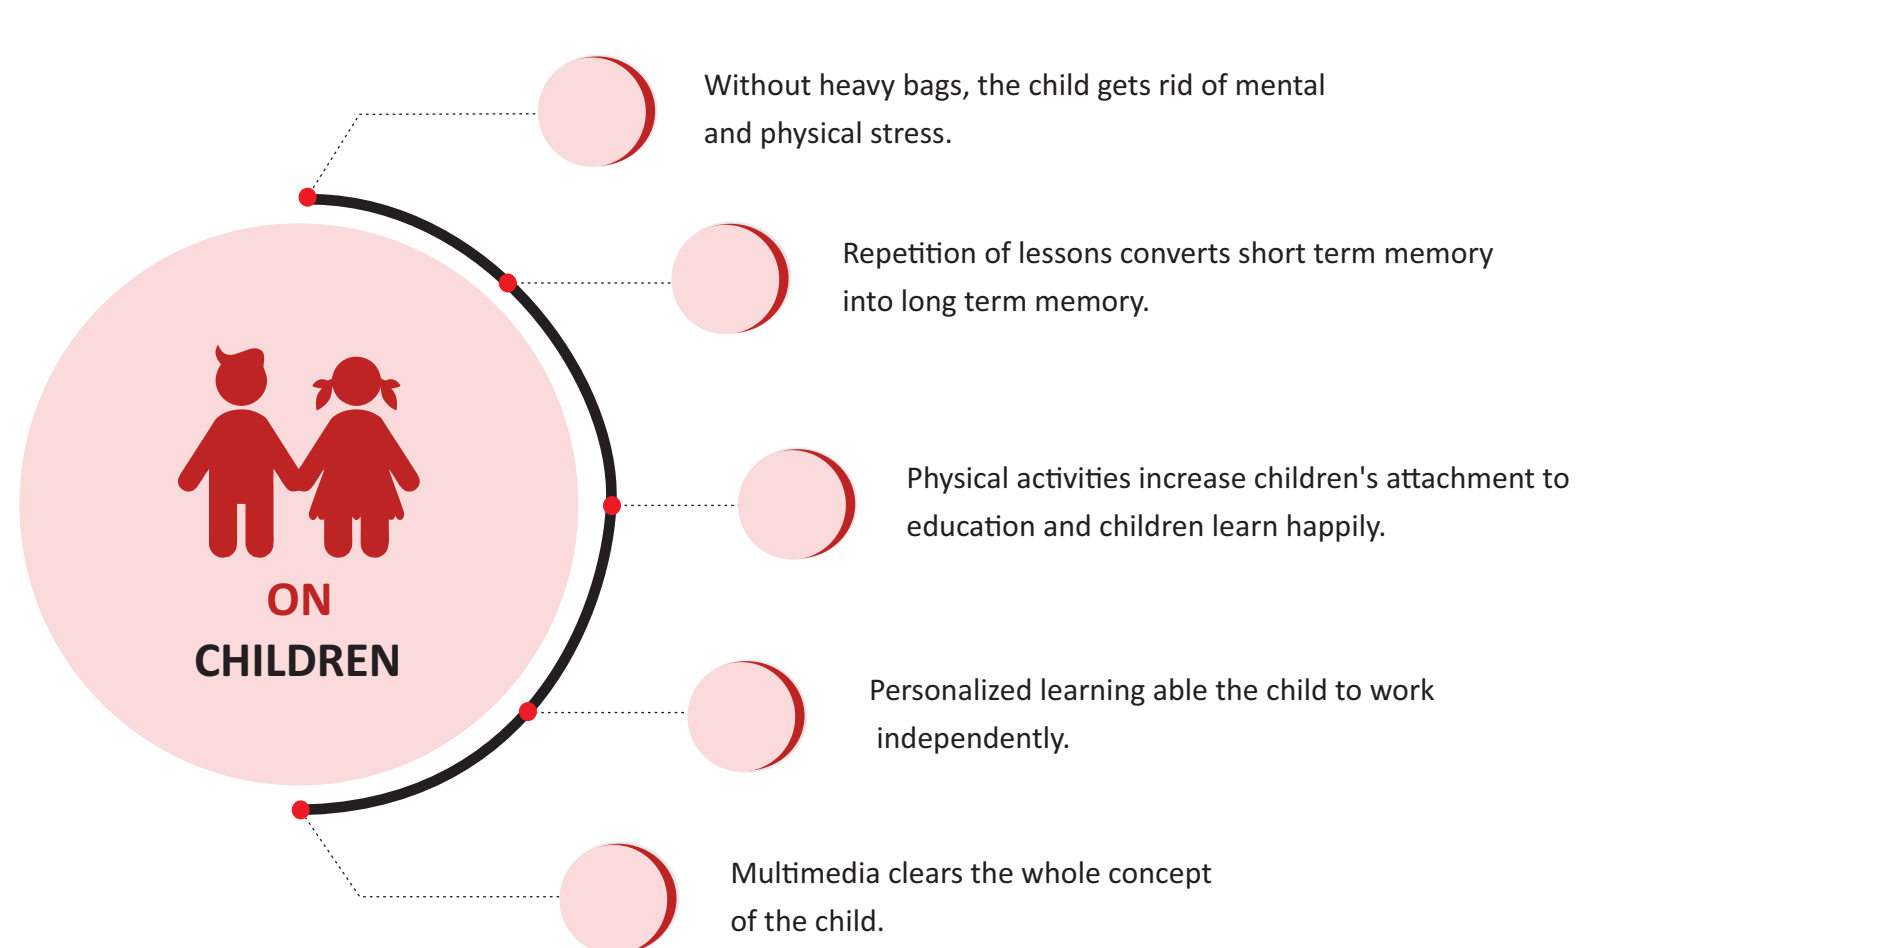 Without heavy bags, the child gets rid of mental
and physical stress.
Repetition of lessons converts short term memory
into long term memory.
Physical activities increase children's attachment to
education and children learn happily.
ON
CHILDREN
Personalized learning able the child to work
independently.
Multimedia clears the whole concept
of the child.